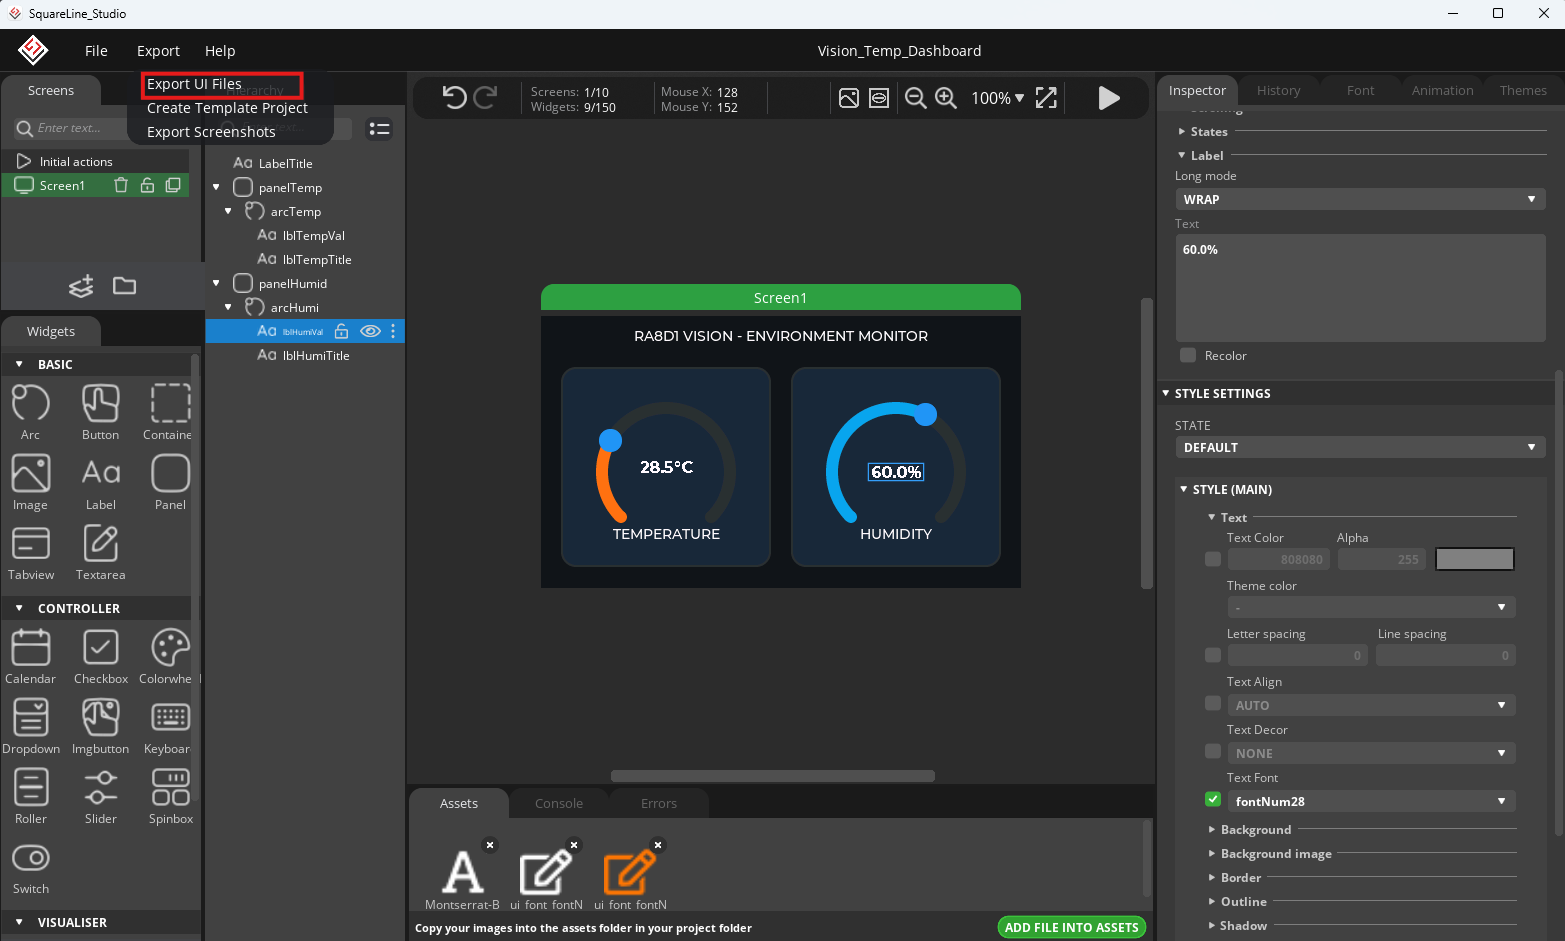 SquareLine_Studio
File Export Help
Vision_Temp_Dashboard
Export UI Files
Create Template Project
Export Screenshots
Screens
Hierarchy
Enter text...
Initial actions
Screen1
LabelTitle
panelTemp
arcTemp
lblTempVal
lblTempTitle
panelHumid
arcHumi
lblHumiVal
lblHumiTitle
Widgets
BASIC
Arc Button Containe
Image Label Panel
Tabview Textarea
CONTROLLER
Calendar Checkbox Colorwhe
Dropdown Imgbutton Keyboar
Roller Slider Spinbox
Switch
VISUALISER
Screens: 1/10
Widgets: 9/150
Mouse X: 128
Mouse Y: 152
100%
Screen1
RA8D1 VISION - ENVIRONMENT MONITOR
28.5°C
60.0%
TEMPERATURE
HUMIDITY
Assets Console Errors
Montserrat-B ui_font_fontN ui_font_fontN
Copy your images into the assets folder in your project folder
ADD FILE INTO ASSETS
Inspector History Font Animation Themes
States
Label
Long mode
WRAP
Text
60.0%
Recolor
STYLE SETTINGS
STATE
DEFAULT
STYLE (MAIN)
Text
Text Color Alpha
808080 255
Theme color
-
Letter spacing Line spacing
0 0
Text Align
AUTO
Text Decor
NONE
Text Font
fontNum28
Background
Background image
Border
Outline
Shadow